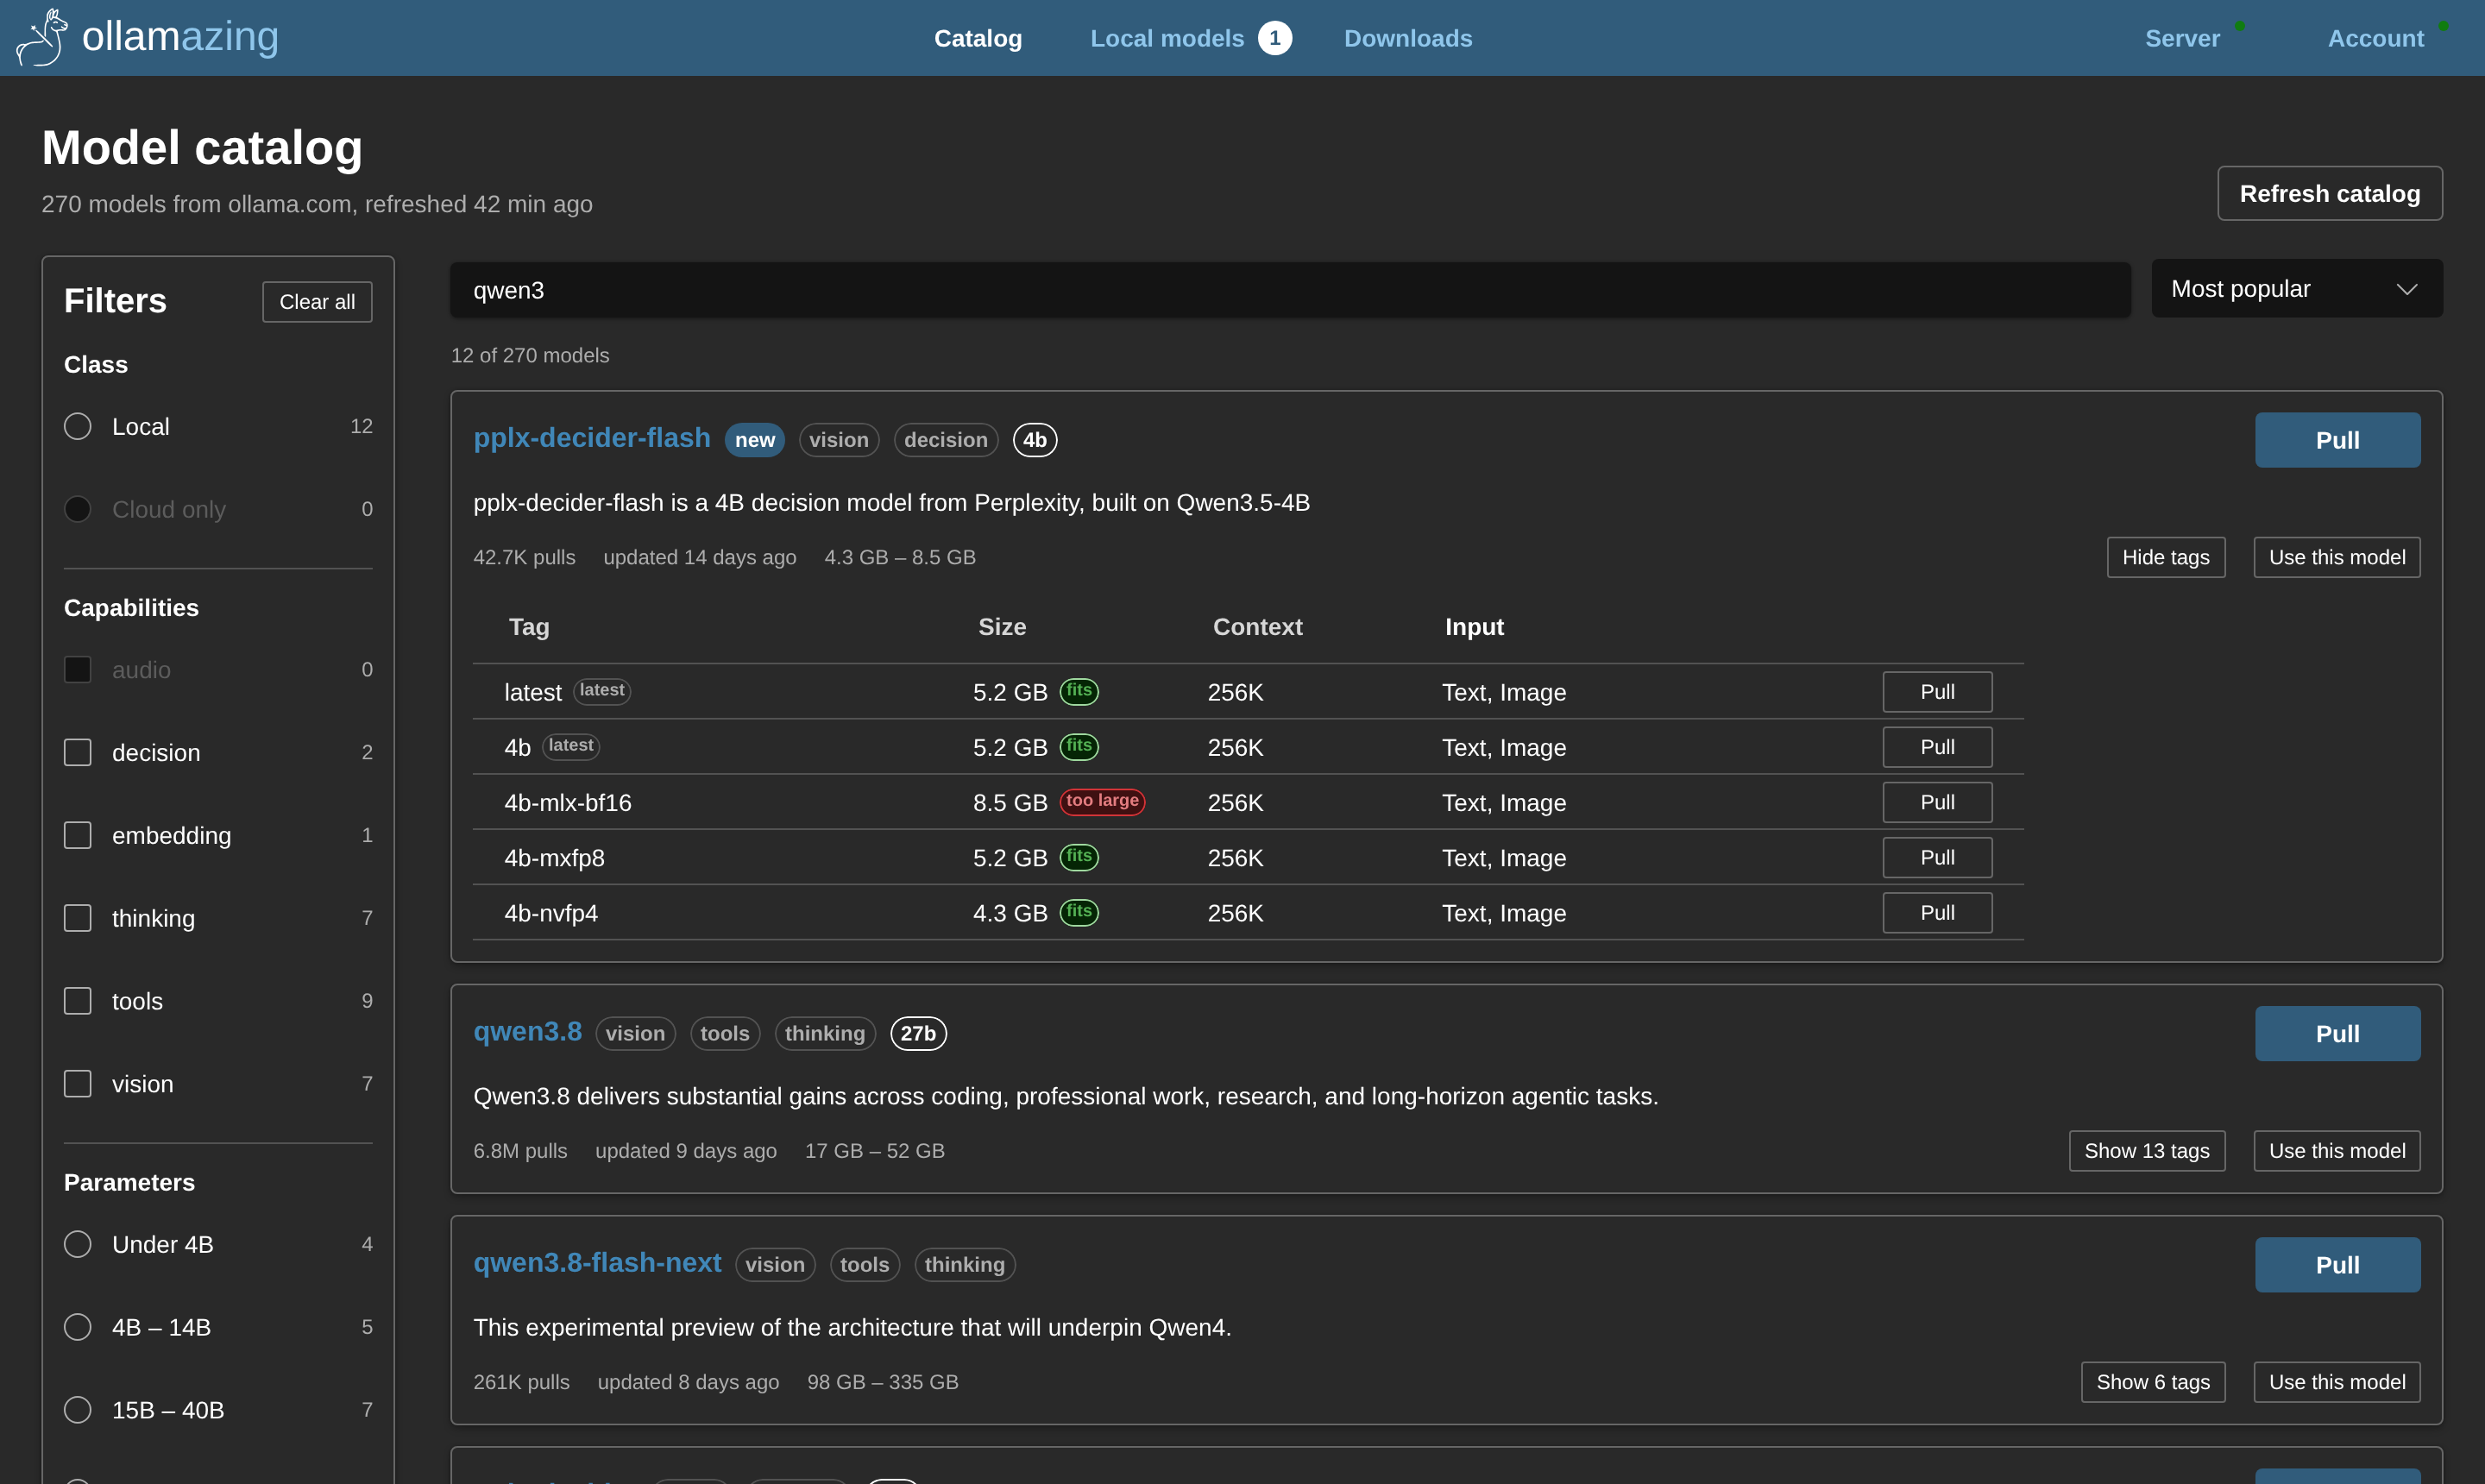 ollamazing
Catalog
Local models 1
Downloads
Server
Account
Model catalog
270 models from ollama.com, refreshed 42 min ago
Refresh catalog
Filters
Clear all
Class
Local 12
Cloud only 0
Capabilities
audio 0
decision 2
embedding 1
thinking 7
tools 9
vision 7
Parameters
Under 4B 4
4B – 14B 5
15B – 40B 7
qwen3
Most popular
12 of 270 models
pplx-decider-flash new vision decision 4b
Pull
pplx-decider-flash is a 4B decision model from Perplexity, built on Qwen3.5-4B
42.7K pulls updated 14 days ago 4.3 GB – 8.5 GB
Hide tags
Use this model
Tag Size Context Input
latest latest 5.2 GB fits 256K Text, Image Pull
4b latest 5.2 GB fits 256K Text, Image Pull
4b-mlx-bf16 8.5 GB too large 256K Text, Image Pull
4b-mxfp8 5.2 GB fits 256K Text, Image Pull
4b-nvfp4 4.3 GB fits 256K Text, Image Pull
qwen3.8 vision tools thinking 27b
Pull
Qwen3.8 delivers substantial gains across coding, professional work, research, and long-horizon agentic tasks.
6.8M pulls updated 9 days ago 17 GB – 52 GB
Show 13 tags
Use this model
qwen3.8-flash-next vision tools thinking
Pull
This experimental preview of the architecture that will underpin Qwen4.
261K pulls updated 8 days ago 98 GB – 335 GB
Show 6 tags
Use this model